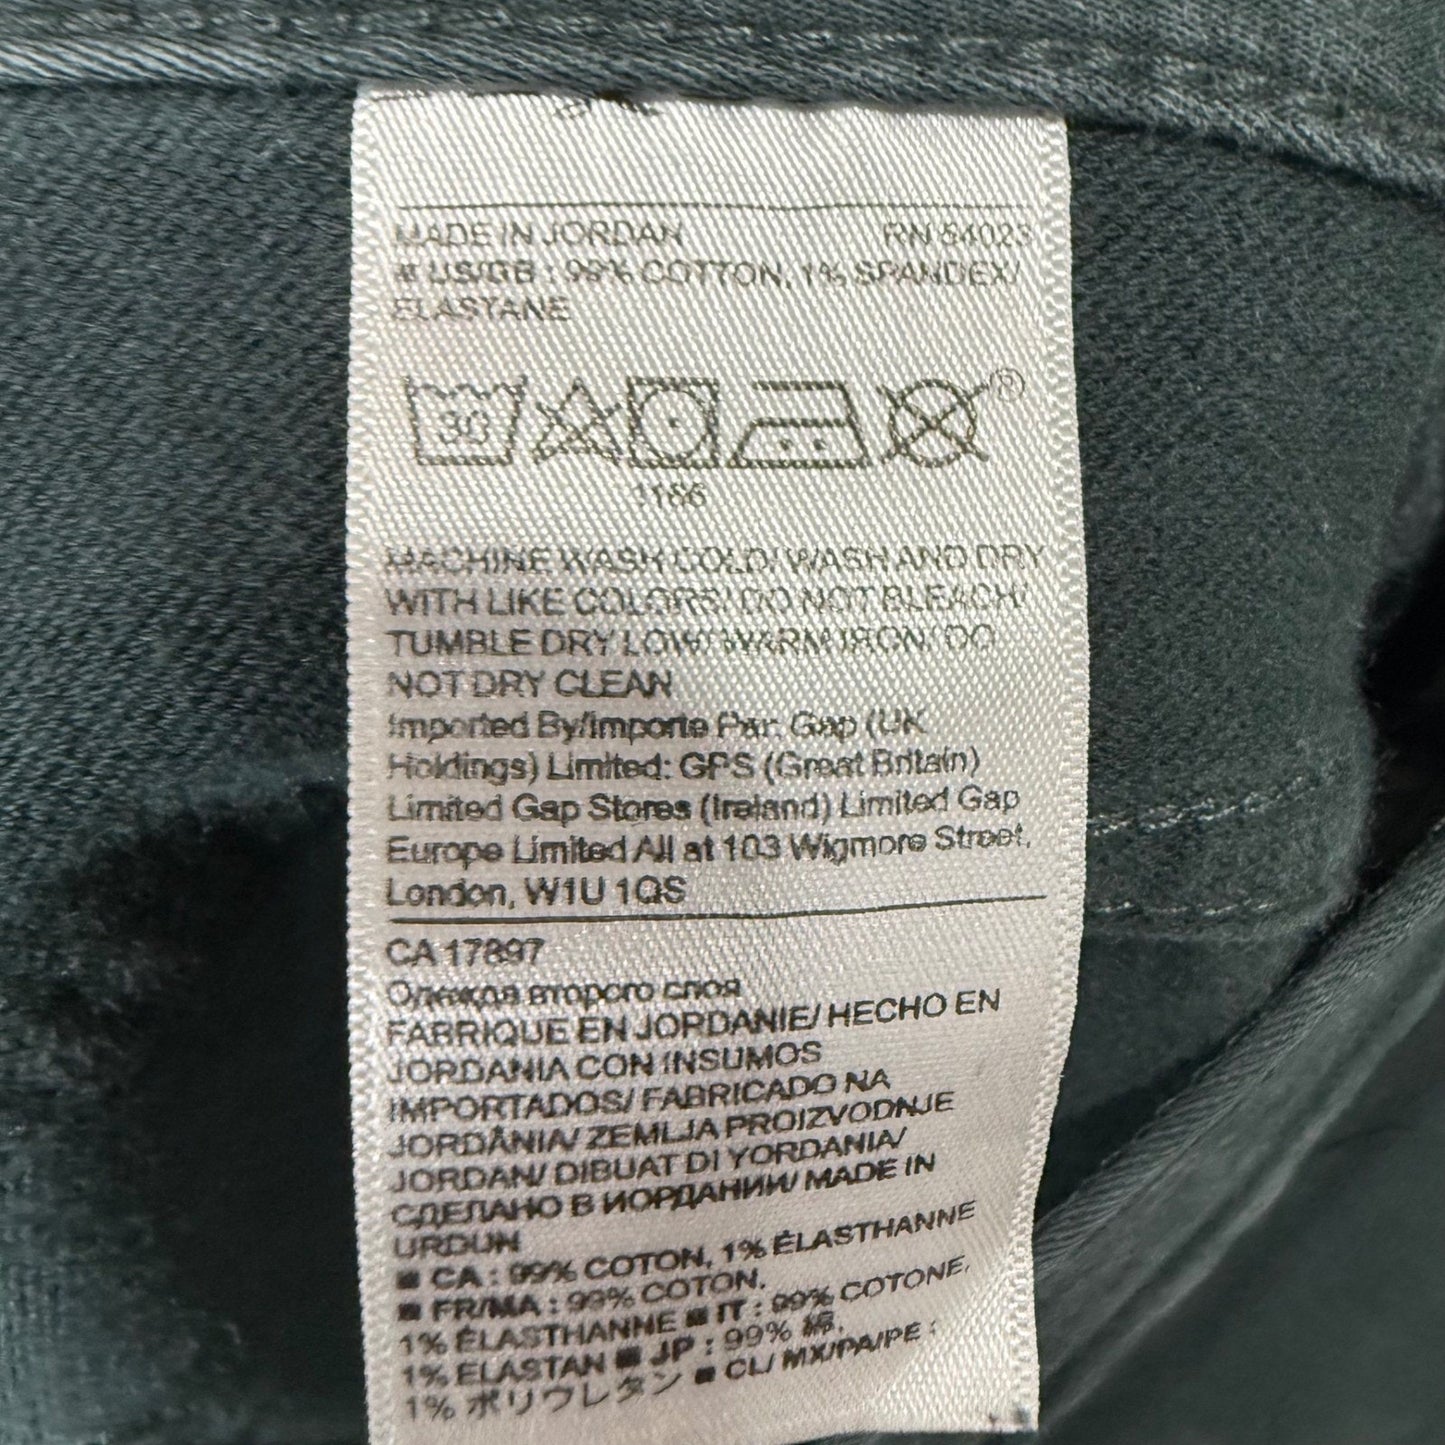 MADE IN JORDAN RN 54023
■ US/GB : 99% COTTON, 1% SPANDEX/
ELASTANE
30 ®
1186
MACHINE WASH COLD/ WASH AND DRY
WITH LIKE COLORS/ DO NOT BLEACH/
TUMBLE DRY LOW/ WARM IRON/ DO
NOT DRY CLEAN
Imported By/Importe Par: Gap (UK
Holdings) Limited: GPS (Great Britain)
Limited Gap Stores (Ireland) Limited Gap
Europe Limited All at 103 Wigmore Street,
London, W1U 1QS
CA 17897
Одежда второго слоя
FABRIQUE EN JORDANIE/ HECHO EN
JORDANIA CON INSUMOS
IMPORTADOS/ FABRICADO NA
JORDÂNIA/ ZEMLJA PROIZVODNJE
JORDAN/ DIBUAT DI YORDANIA/
СДЕЛАНО В ИОРДАНИИ/ MADE IN
URDUN
■ CA : 99% COTON, 1% ÉLASTHANNE
■ FR/MA : 99% COTON,
1% ÉLASTHANNE ■ IT : 99% COTONE,
1% ELASTAN ■ JP : 99% 綿,
1% ポリウレタン ■ CL/ MX/PA/PE :